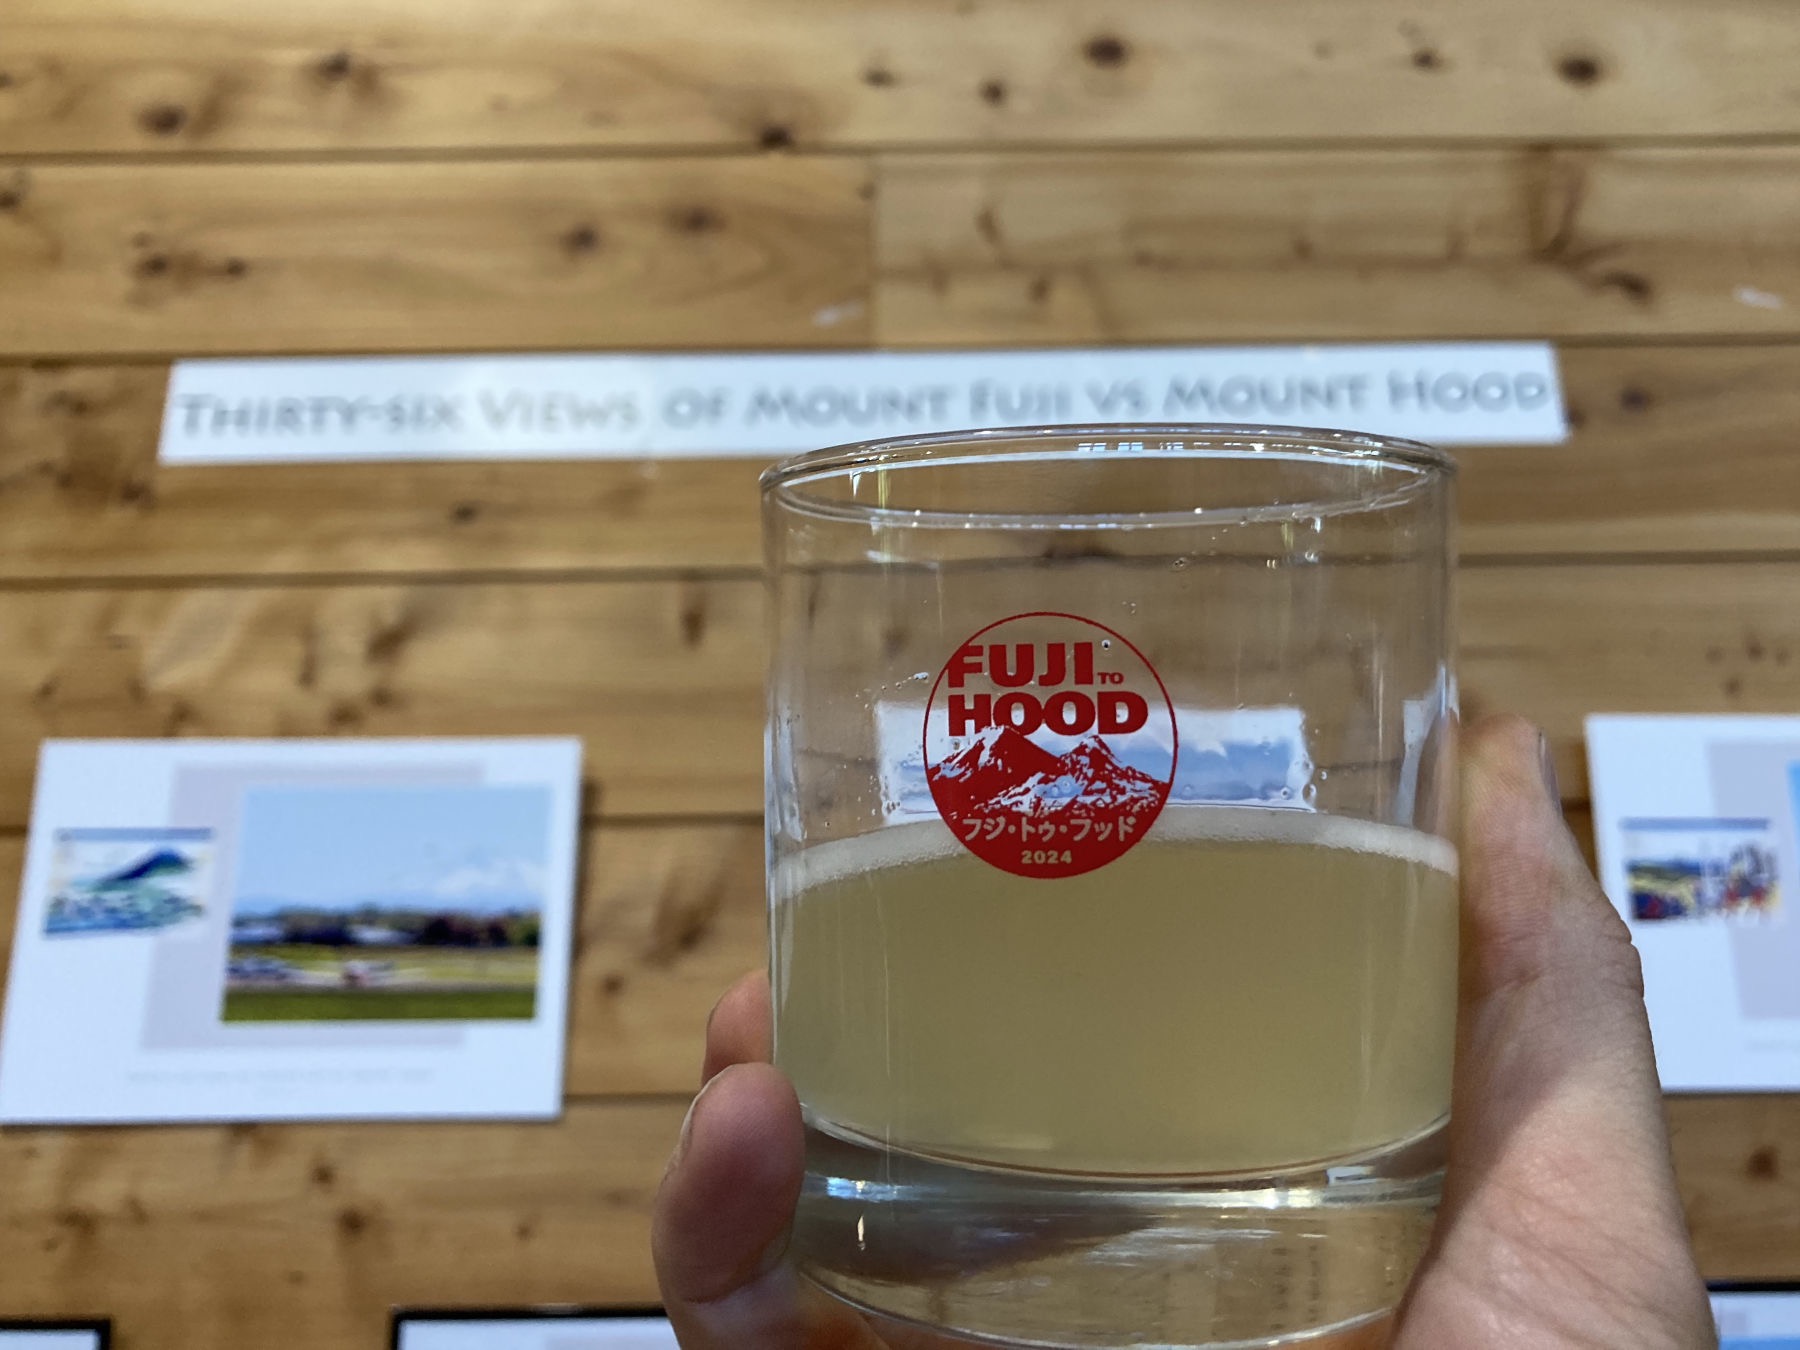 THIRTY-SIX VIEWS OF MOUNT FUJI VS MOUNT HOOD
FUJI TO
HOOD
フジ・トゥ・フッド
2024